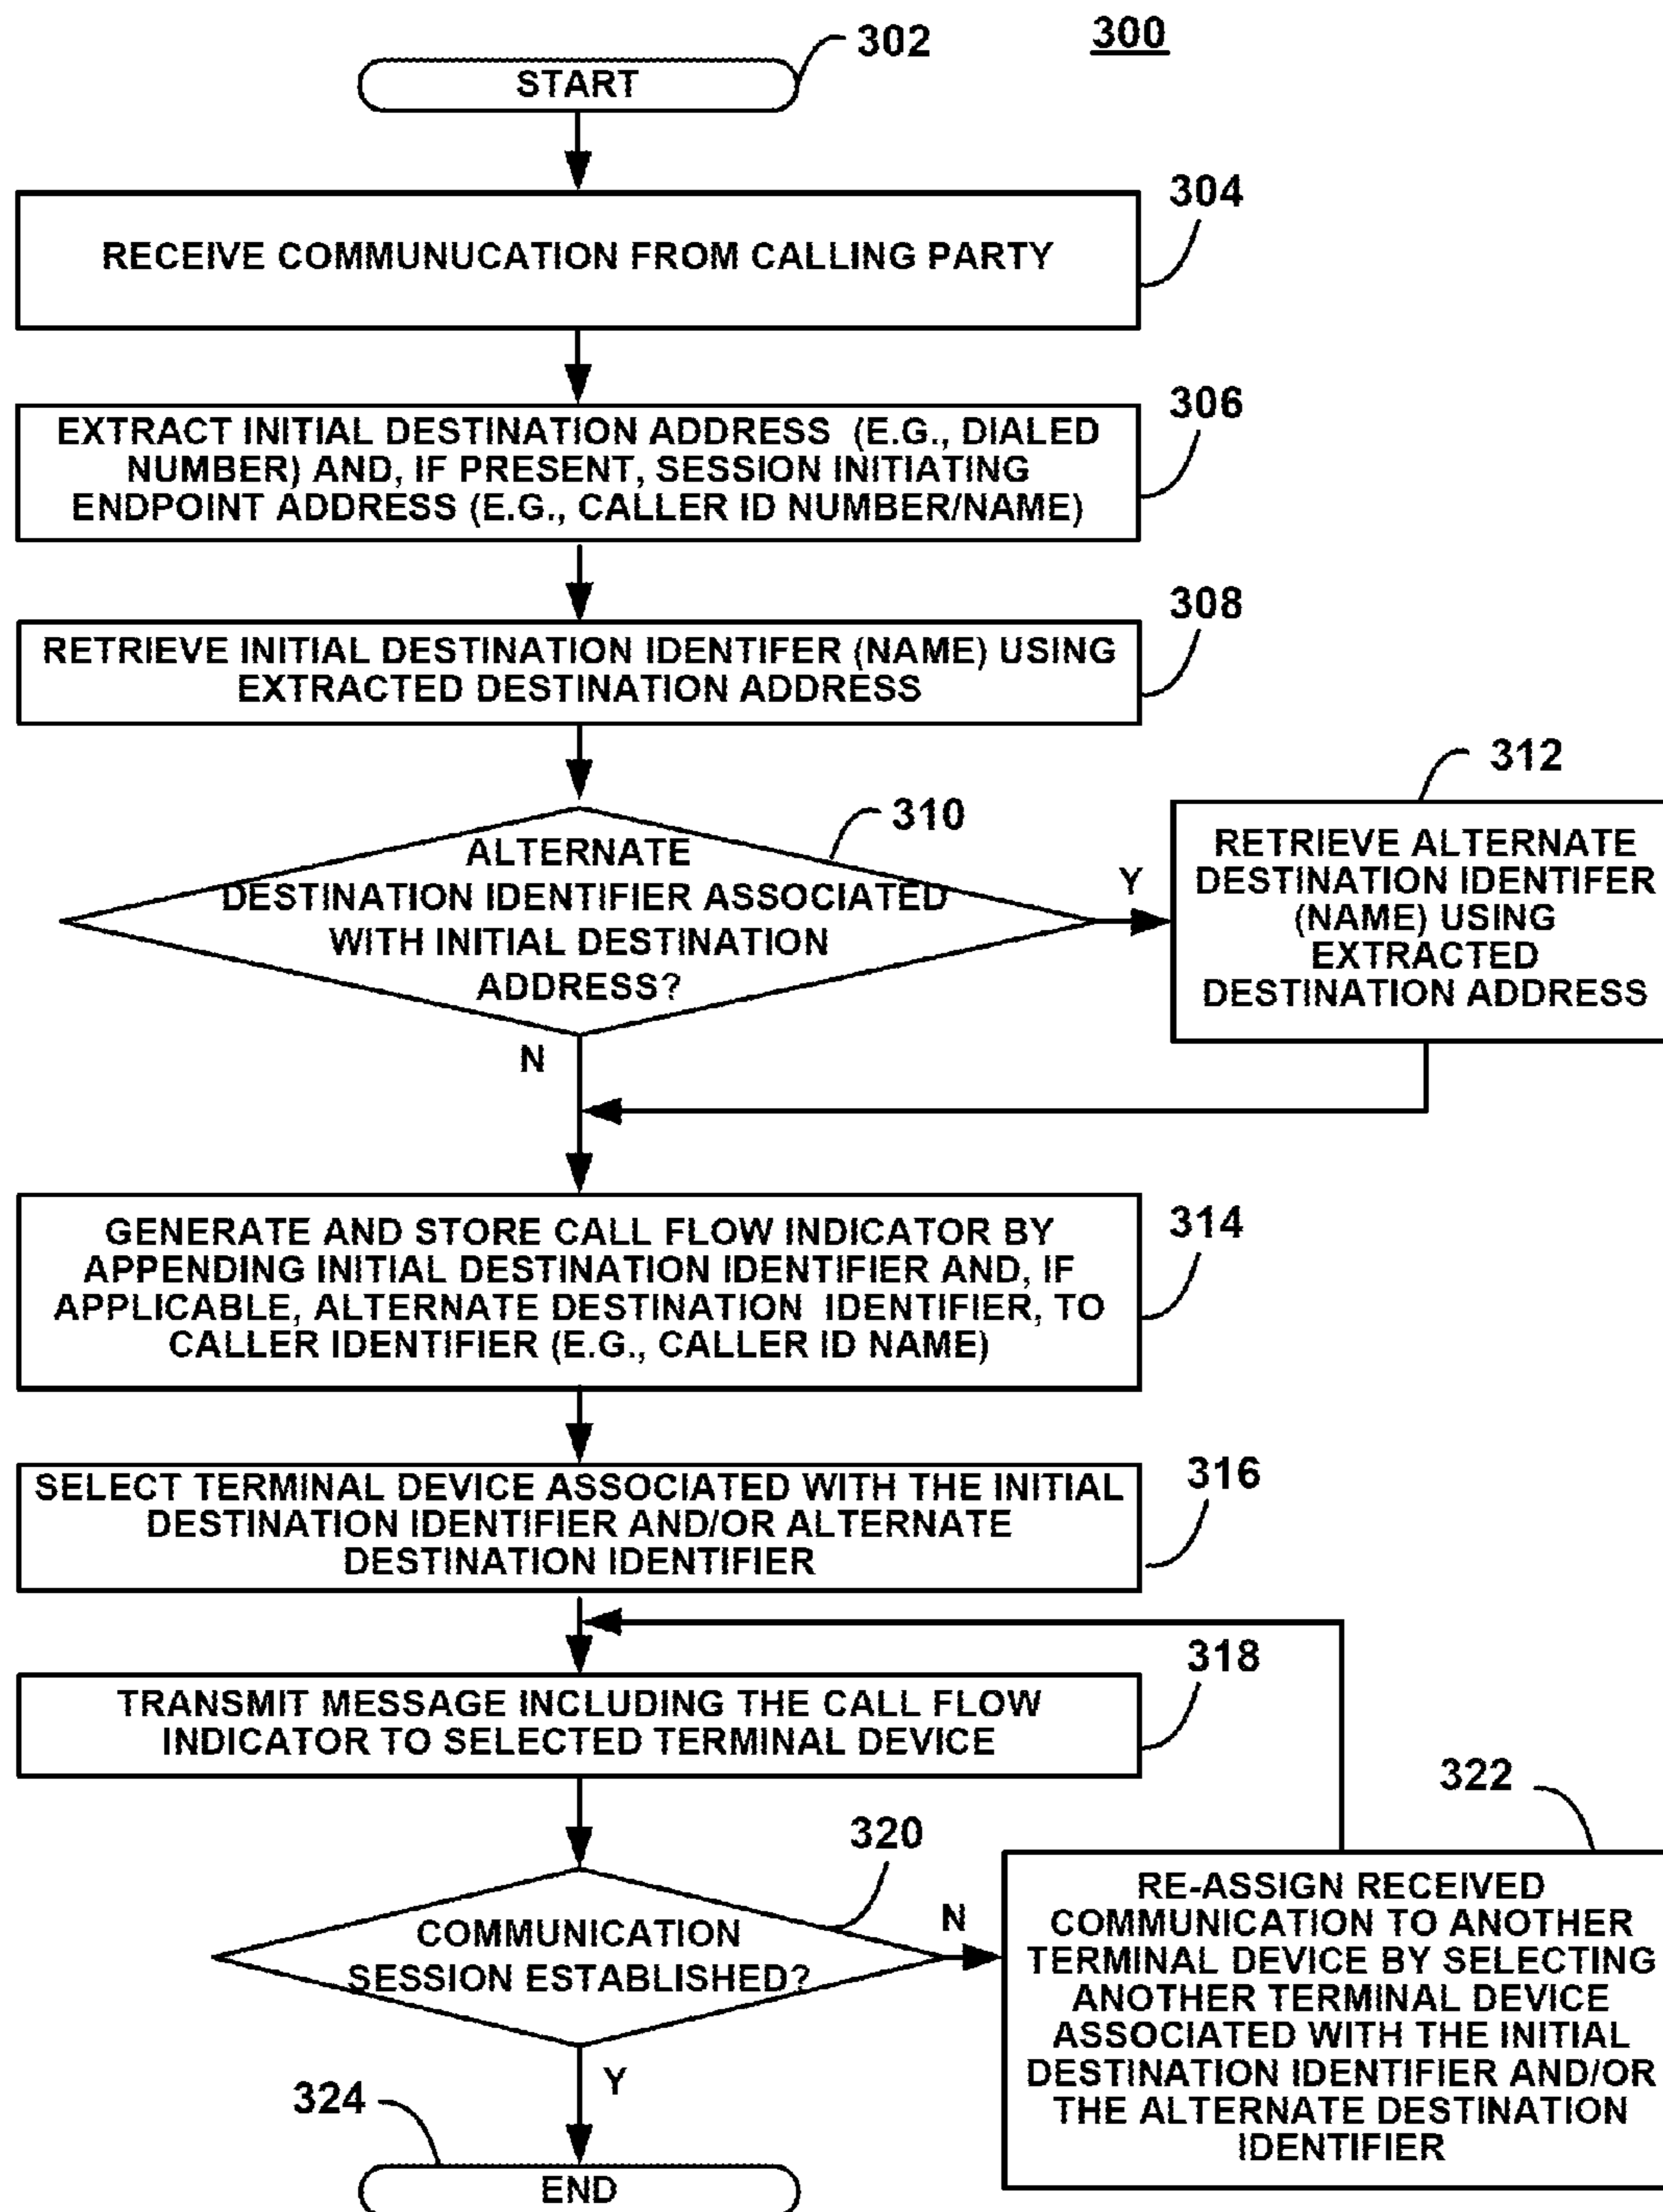 300
302
START
304
RECEIVE COMMUNUCATION FROM CALLING PARTY
306
EXTRACT INITIAL DESTINATION ADDRESS (E.G., DIALED
NUMBER) AND, IF PRESENT, SESSION INITIATING
ENDPOINT ADDRESS (E.G., CALLER ID NUMBER/NAME)
308
RETRIEVE INITIAL DESTINATION IDENTIFER (NAME) USING
EXTRACTED DESTINATION ADDRESS
310
ALTERNATE
DESTINATION IDENTIFIER ASSOCIATED
WITH INITIAL DESTINATION
ADDRESS?
Y
312
RETRIEVE ALTERNATE
DESTINATION IDENTIFER
(NAME) USING
EXTRACTED
DESTINATION ADDRESS
N
314
GENERATE AND STORE CALL FLOW INDICATOR BY
APPENDING INITIAL DESTINATION IDENTIFIER AND, IF
APPLICABLE, ALTERNATE DESTINATION IDENTIFIER, TO
CALLER IDENTIFIER (E.G., CALLER ID NAME)
316
SELECT TERMINAL DEVICE ASSOCIATED WITH THE INITIAL
DESTINATION IDENTIFIER AND/OR ALTERNATE
DESTINATION IDENTIFIER
318
TRANSMIT MESSAGE INCLUDING THE CALL FLOW
INDICATOR TO SELECTED TERMINAL DEVICE
320
COMMUNICATION
SESSION ESTABLISHED?
N
322
RE-ASSIGN RECEIVED
COMMUNICATION TO ANOTHER
TERMINAL DEVICE BY SELECTING
ANOTHER TERMINAL DEVICE
ASSOCIATED WITH THE INITIAL
DESTINATION IDENTIFIER AND/OR
THE ALTERNATE DESTINATION
IDENTIFIER
Y
324
END